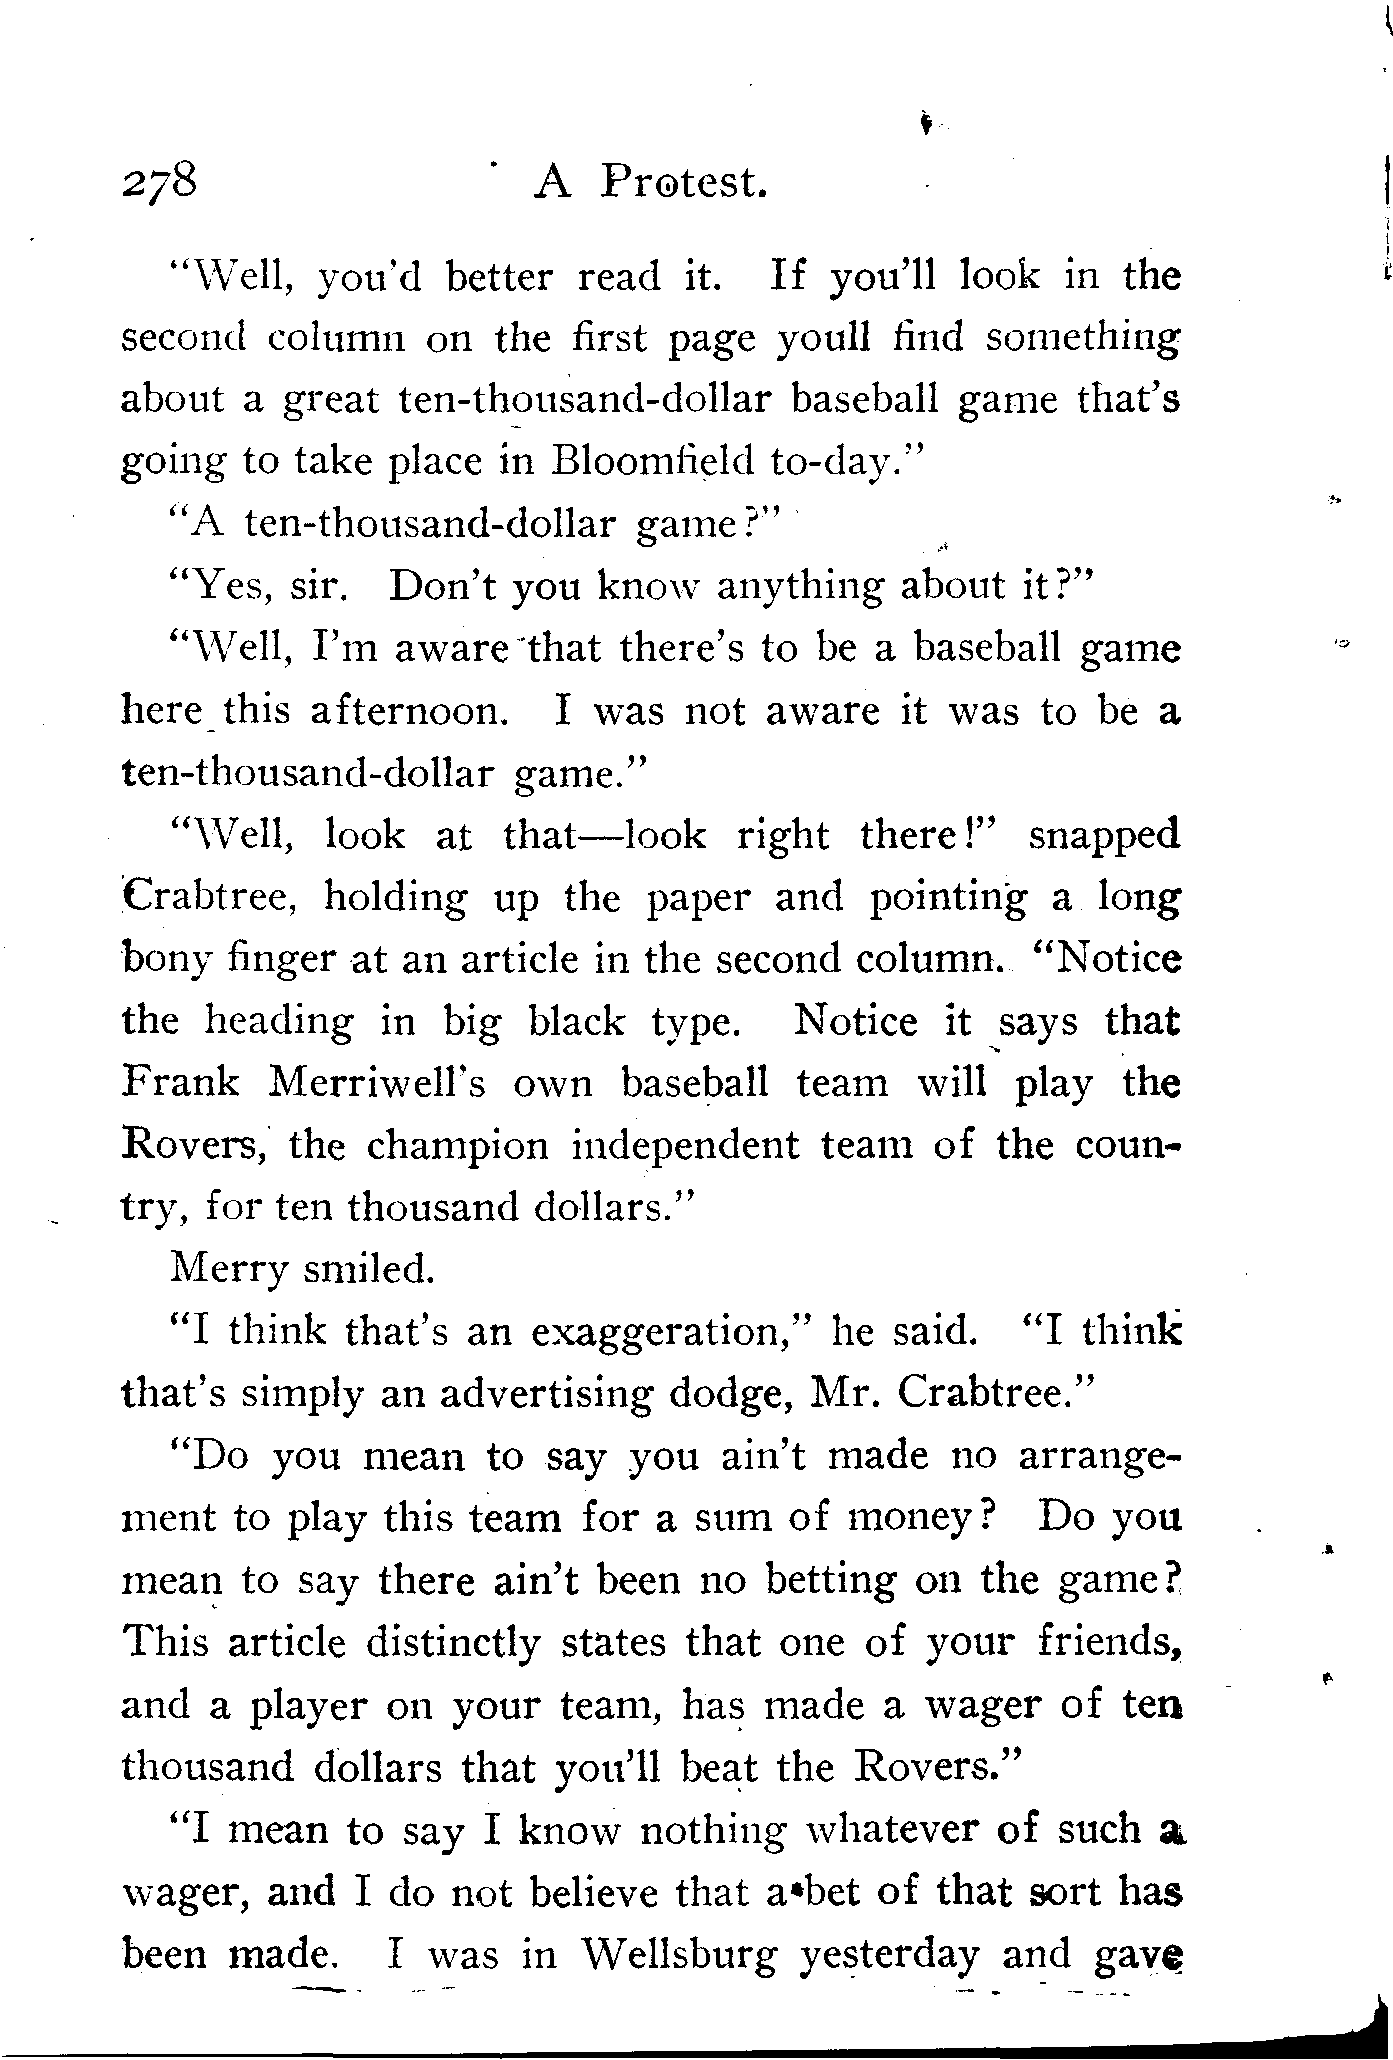 278 A Protest.
“Well, you'd better read it. If you'll look in the
second column on the first page youll find something
about a great ten-thousand-dollar baseball game that's
going to take place in Bloomfield to-day.”
“A ten-thousand-dollar game?”
“Yes, sir. Don't you know anything about it?”
“Well, I'm aware that there's to be a baseball game
here this afternoon. I was not aware it was to be a
ten-thousand-dollar game.”
“Well, look at that—look right there!” snapped
Crabtree, holding up the paper and pointing a long
bony finger at an article in the second column. “Notice
the heading in big black type. Notice it says that
Frank Merriwell's own baseball team will play the
Rovers, the champion independent team of the coun-
try, for ten thousand dollars.”
Merry smiled.
“I think that's an exaggeration,” he said. “I think
that's simply an advertising dodge, Mr. Crabtree.”
“Do you mean to say you ain't made no arrange-
ment to play this team for a sum of money? Do you
mean to say there ain't been no betting on the game?
This article distinctly states that one of your friends,
and a player on your team, has made a wager of ten
thousand dollars that you'll beat the Rovers.”
“I mean to say I know nothing whatever of such a
wager, and I do not believe that a bet of that sort has
been made. I was in Wellsburg yesterday and gave